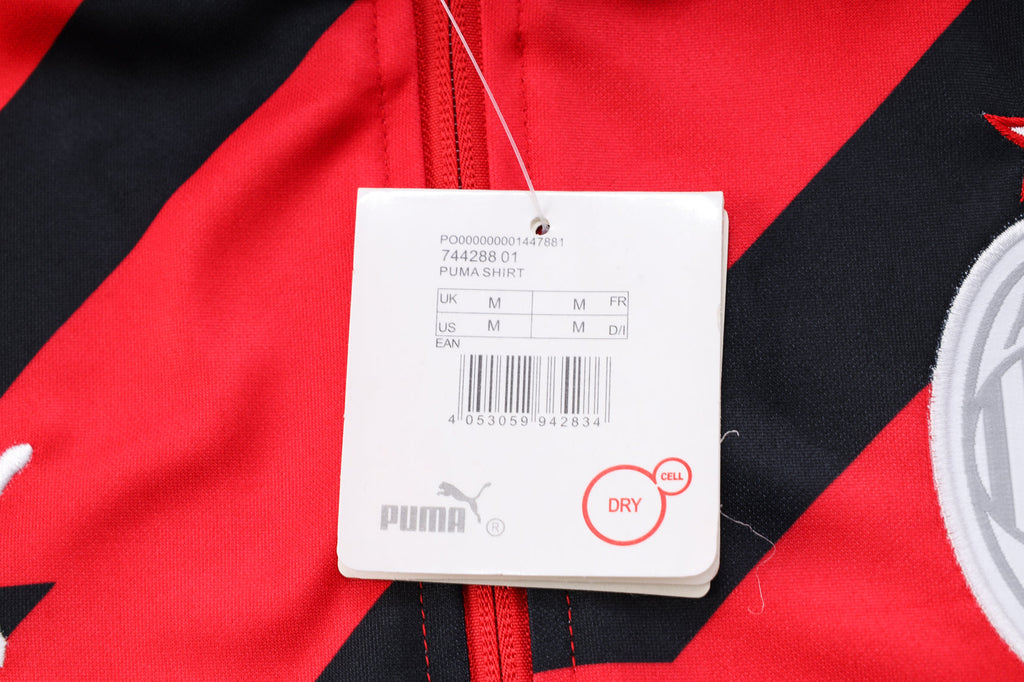 PO000000001447881
744288 01
PUMA SHIRT
UK M M FR
US M M D/I
EAN
4 053059 942834
CELL
DRY
PUMA ®